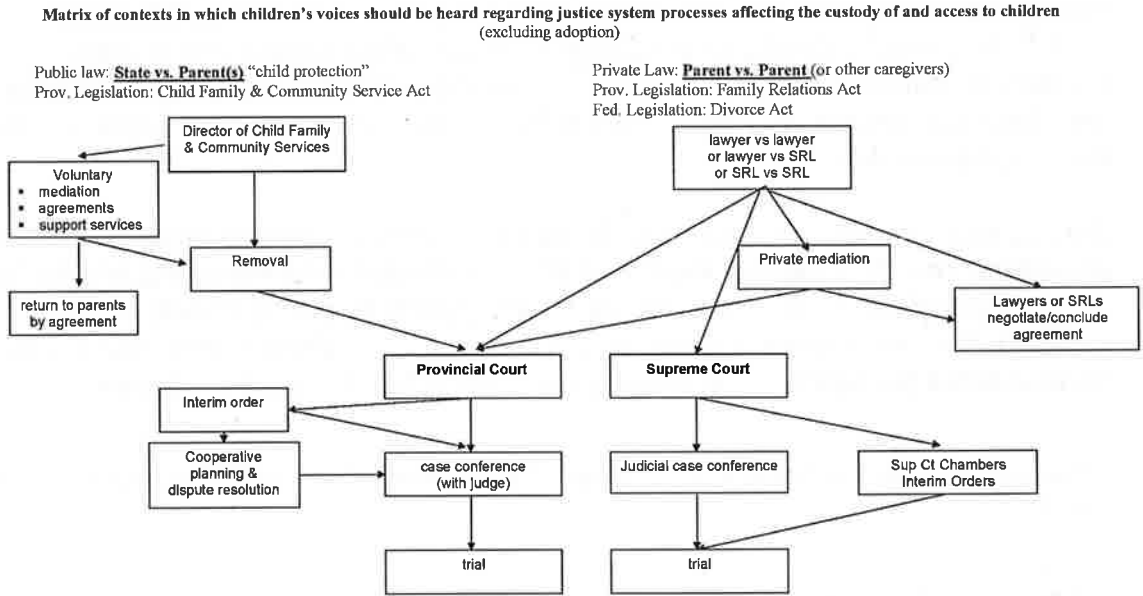 Matrix of contexts in which children's voices should be heard regarding justice system processes affecting the custody of and access to children
(excluding adoption)
Public law: State vs. Parent(s) “child protection”
Prov. Legislation: Child Family & Community Service Act
Private Law: Parent vs. Parent (or other caregivers)
Prov. Legislation: Family Relations Act
Fed. Legislation: Divorce Act
Director of Child Family
& Community Services
lawyer vs lawyer
or lawyer vs SRL
or SRL vs SRL
Voluntary
▪ mediation
▪ agreements
▪ support services
Removal
Private mediation
return to parents
by agreement
Lawyers or SRLs
negotiate/conclude
agreement
Provincial Court
Supreme Court
Interim order
Cooperative
planning &
dispute resolution
case conference
(with judge)
Judicial case conference
Sup Ct Chambers
Interim Orders
trial
trial